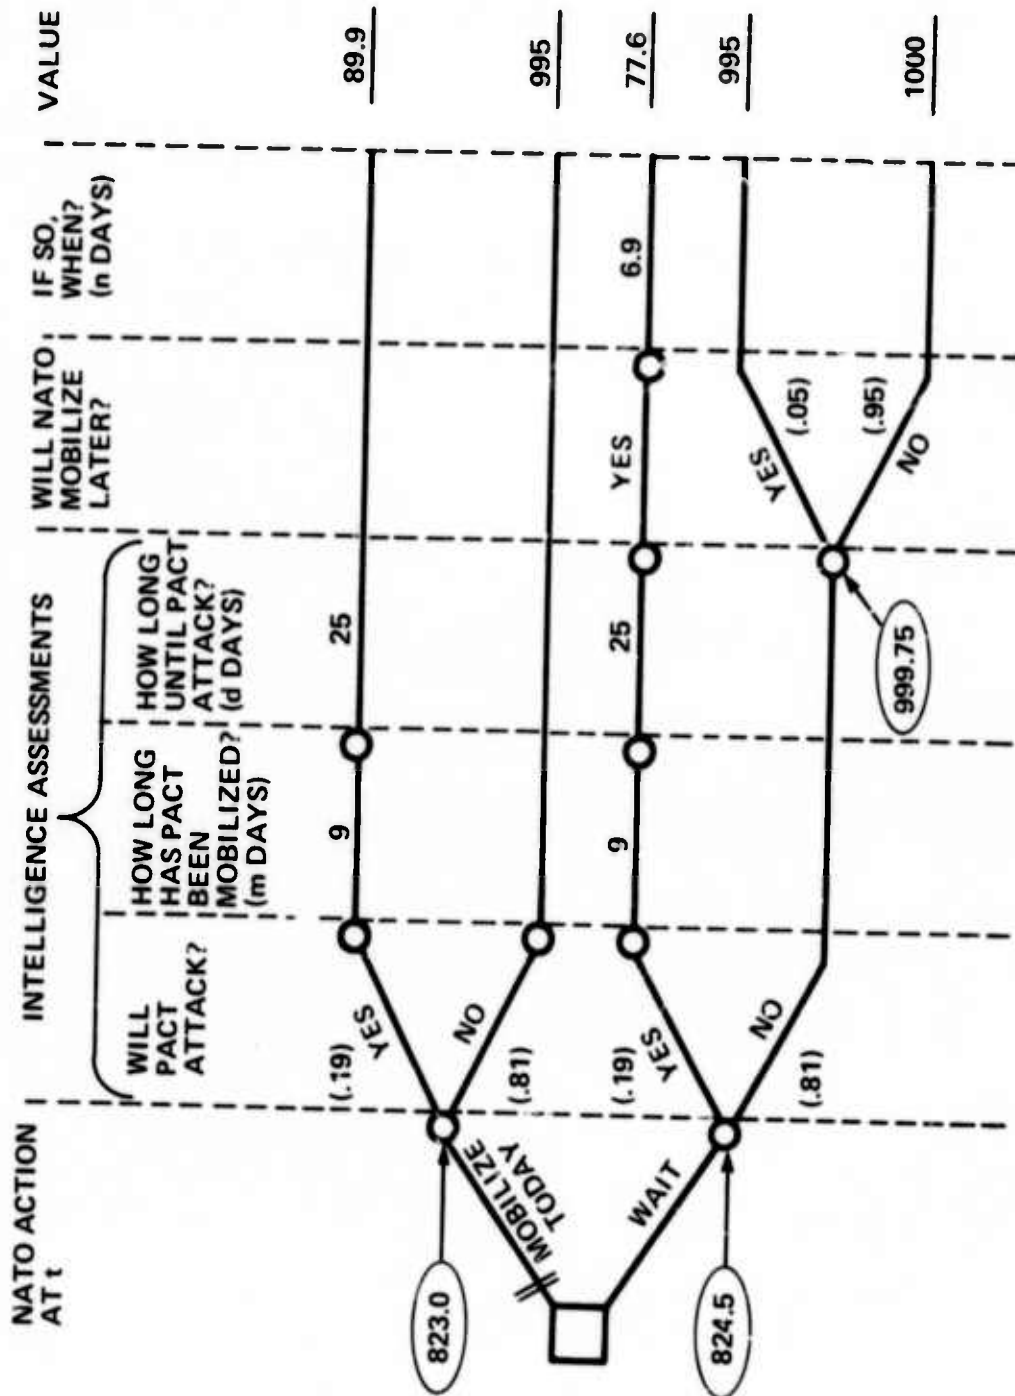 NATO ACTION
AT t
INTELLIGENCE ASSESSMENTS
WILL
PACT
ATTACK?
HOW LONG
HAS PACT
BEEN
MOBILIZED?
(m DAYS)
HOW LONG
UNTIL PACT
ATTACK?
(d DAYS)
WILL NATO
MOBILIZE
LATER?
IF SO,
WHEN?
(n DAYS)
VALUE
823.0
MOBILIZE
TODAY
(.19)
YES
9
25
89.9
NO
(.81)
995
824.5
WAIT
(.19)
YES
9
25
YES
6.9
77.6
NO
(.81)
999.75
YES
(.05)
995
(.95)
NO
1000